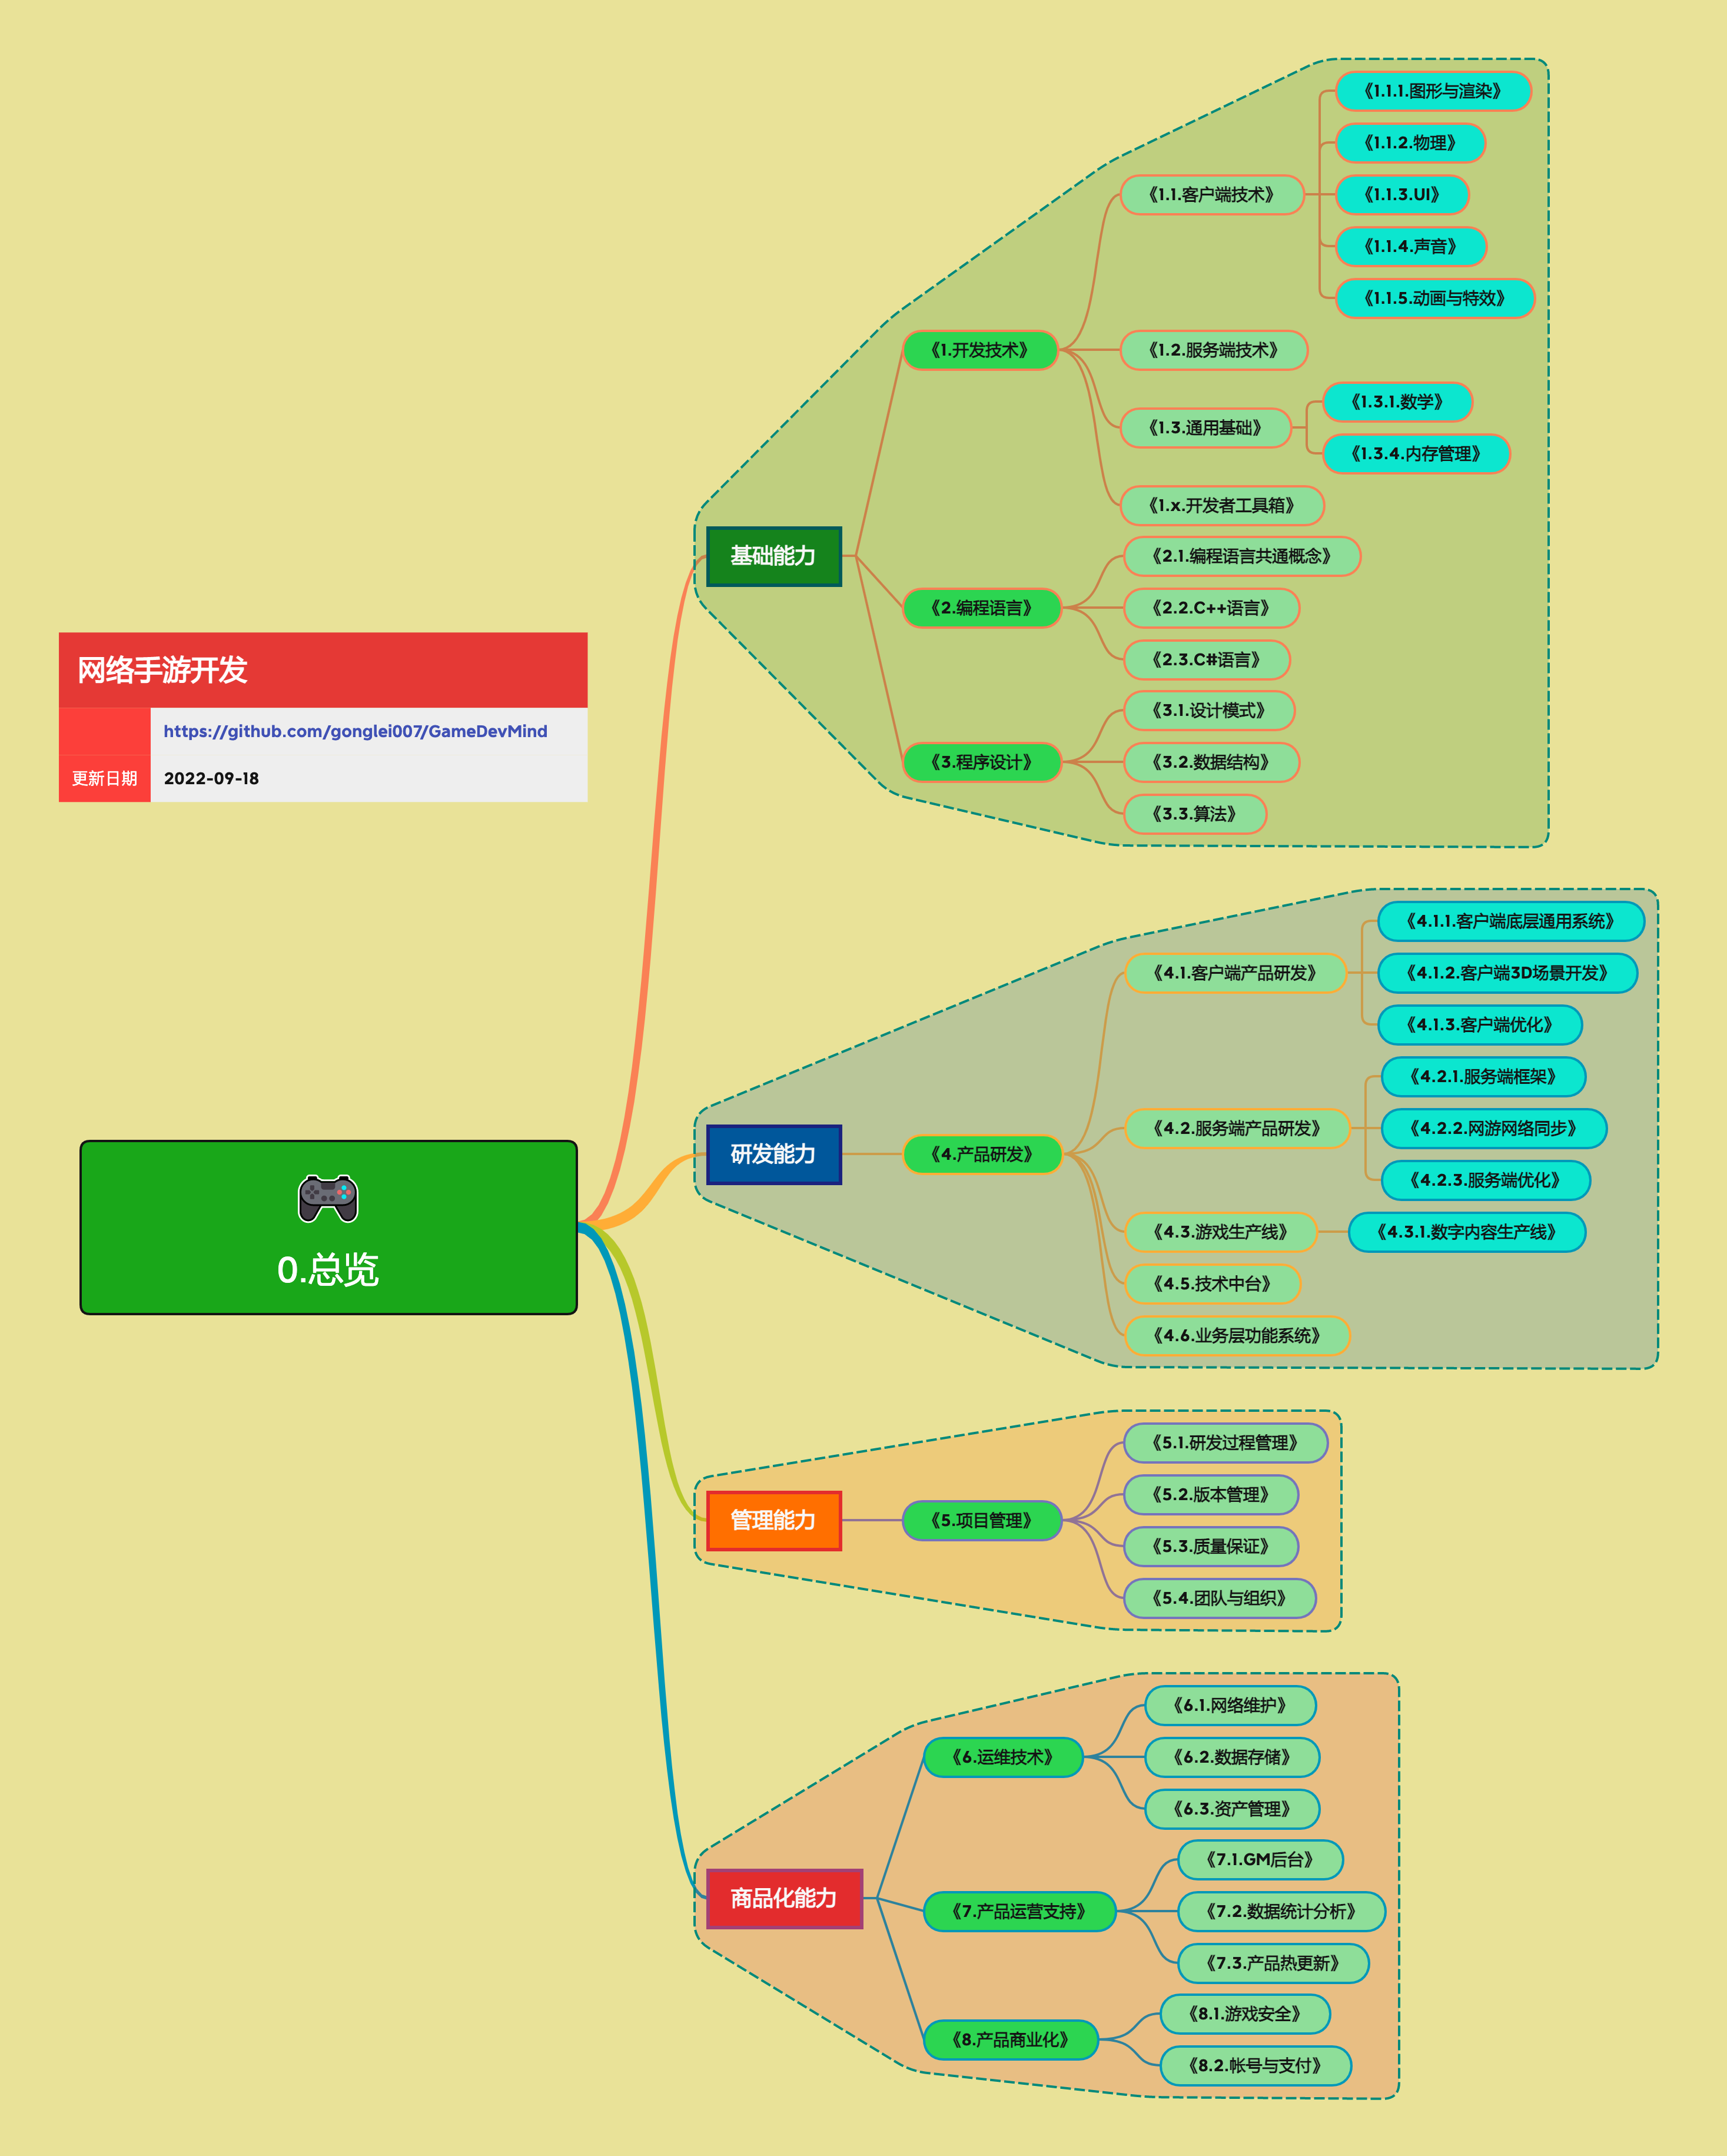 网络手游开发
https://github.com/gonglei007/GameDevMind
更新日期 2022-09-18
0.总览
基础能力
《1.开发技术》
《1.1.客户端技术》
《1.1.1.图形与渲染》
《1.1.2.物理》
《1.1.3.UI》
《1.1.4.声音》
《1.1.5.动画与特效》
《1.2.服务端技术》
《1.3.通用基础》
《1.3.1.数学》
《1.3.4.内存管理》
《1.x.开发者工具箱》
《2.编程语言》
《2.1.编程语言共通概念》
《2.2.C++语言》
《2.3.C#语言》
《3.程序设计》
《3.1.设计模式》
《3.2.数据结构》
《3.3.算法》
研发能力
《4.产品研发》
《4.1.客户端产品研发》
《4.1.1.客户端底层通用系统》
《4.1.2.客户端3D场景开发》
《4.1.3.客户端优化》
《4.2.服务端产品研发》
《4.2.1.服务端框架》
《4.2.2.网游网络同步》
《4.2.3.服务端优化》
《4.3.游戏生产线》
《4.3.1.数字内容生产线》
《4.5.技术中台》
《4.6.业务层功能系统》
管理能力
《5.项目管理》
《5.1.研发过程管理》
《5.2.版本管理》
《5.3.质量保证》
《5.4.团队与组织》
商品化能力
《6.运维技术》
《6.1.网络维护》
《6.2.数据存储》
《6.3.资产管理》
《7.产品运营支持》
《7.1.GM后台》
《7.2.数据统计分析》
《7.3.产品热更新》
《8.产品商业化》
《8.1.游戏安全》
《8.2.帐号与支付》